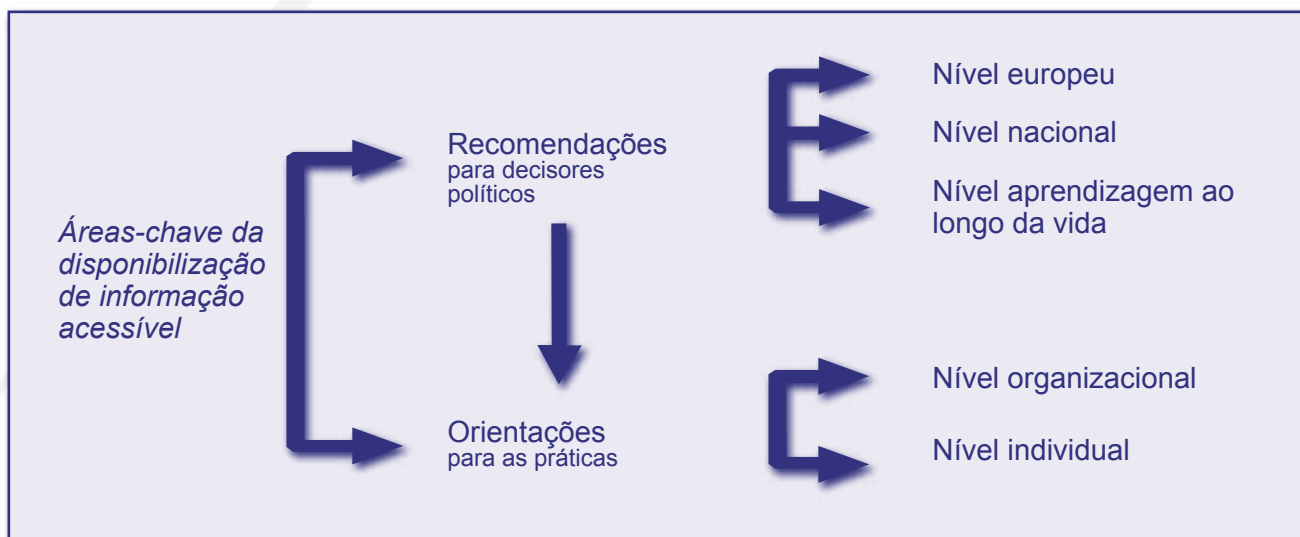 Áreas-chave da
disponibilização
de informação
acessível
Recomendações
para decisores
políticos
Orientações
para as práticas
Nível europeu
Nível nacional
Nível aprendizagem ao
longo da vida
Nível organizacional
Nível individual